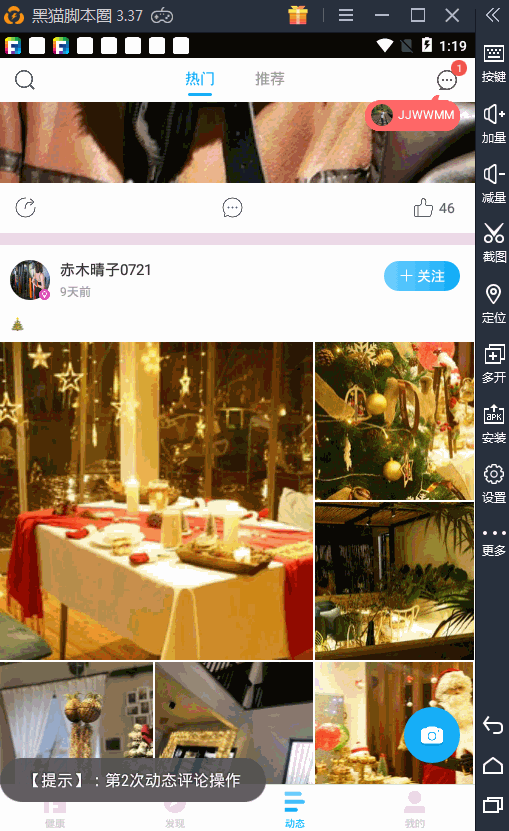 黑猫脚本圈 3.37
1:19
热门 推荐
1
JJWWMM
46
赤木晴子0721
9天前
关注
【提示】：第2次动态评论操作
健康 发现 动态 我的
按键
加量
减量
截图
定位
多开
APK
安装
设置
更多